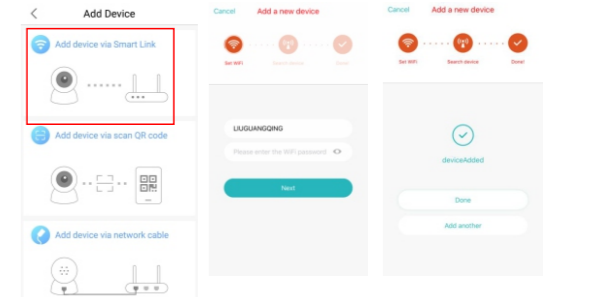 Add Device
Add device via Smart Link
Add device via scan QR code
Add device via network cable
Cancel Add a new device
Set WiFi Search device Done!
LIUGUANGQING
Please enter the WiFi password
Next
Cancel Add a new device
Set WiFi Search device Done!
deviceAdded
Done
Add another